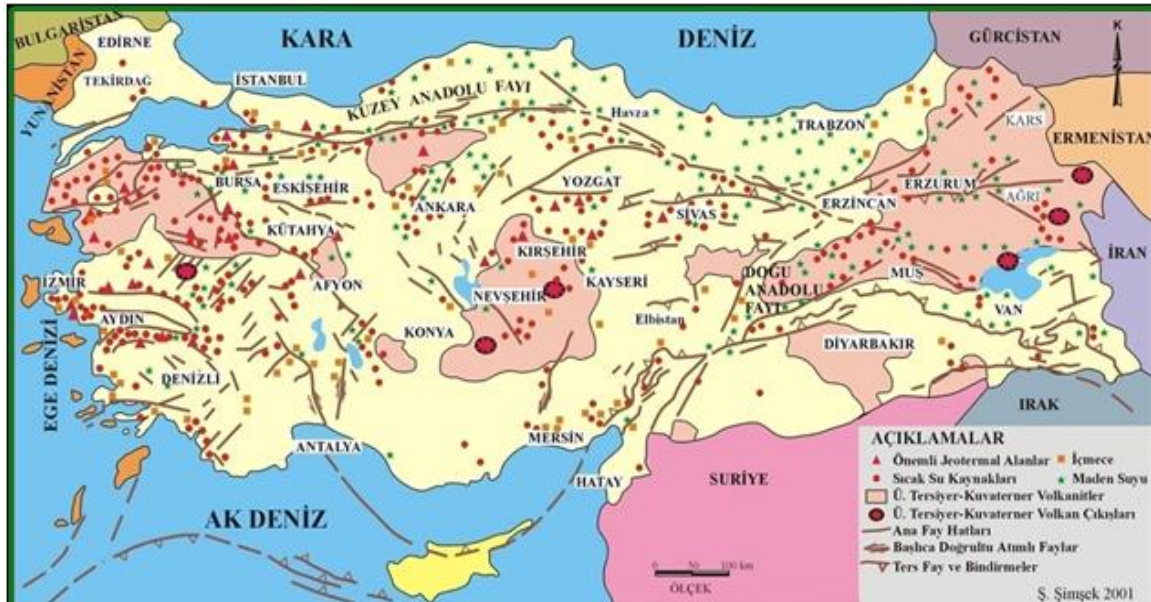 BULGARİSTAN
YUNANİSTAN
EDİRNE
TEKİRDAĞ
İSTANBUL
KARA
DENİZ
GÜRCİSTAN
K
KUZEY ANADOLU FAYI
Havza
TRABZON
KARS
ERMENİSTAN
BURSA
ESKİŞEHİR
ANKARA
YOZGAT
SİVAS
ERZİNCAN
ERZURUM
AĞRI
KÜTAHYA
KIRŞEHİR
İRAN
İZMİR
AFYON
NEVŞEHİR
KAYSERİ
DOĞU
ANADOLU
FAYI
MUŞ
VAN
AYDIN
KONYA
Elbistan
DİYARBAKIR
EGE DENİZİ
DENİZLİ
ANTALYA
MERSİN
HATAY
SURİYE
IRAK
AK DENİZ
AÇIKLAMALAR
Önemli Jeotermal Alanlar
İçmece
Sıcak Su Kaynakları
Maden Suyu
Ü. Tersiyer-Kuvaterner Volkanitler
Ü. Tersiyer-Kuvaterner Volkan Çıkışları
Ana Fay Hatları
Başlıca Doğrultu Atımlı Faylar
Ters Fay ve Bindirmeler
0 50 100 km
ÖLÇEK
Ş. Şimşek 2001